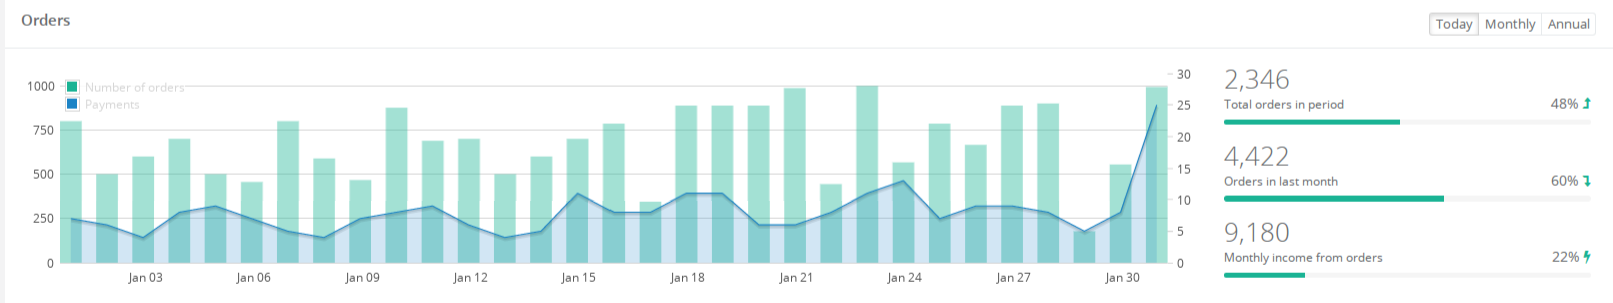 Orders
Today Monthly Annual
1000
750
500
250
0
Number of orders
Payments
30
25
20
15
10
5
0
Jan 03 Jan 06 Jan 09 Jan 12 Jan 15 Jan 18 Jan 21 Jan 24 Jan 27 Jan 30
2,346
Total orders in period 48%
4,422
Orders in last month 60%
9,180
Monthly income from orders 22%